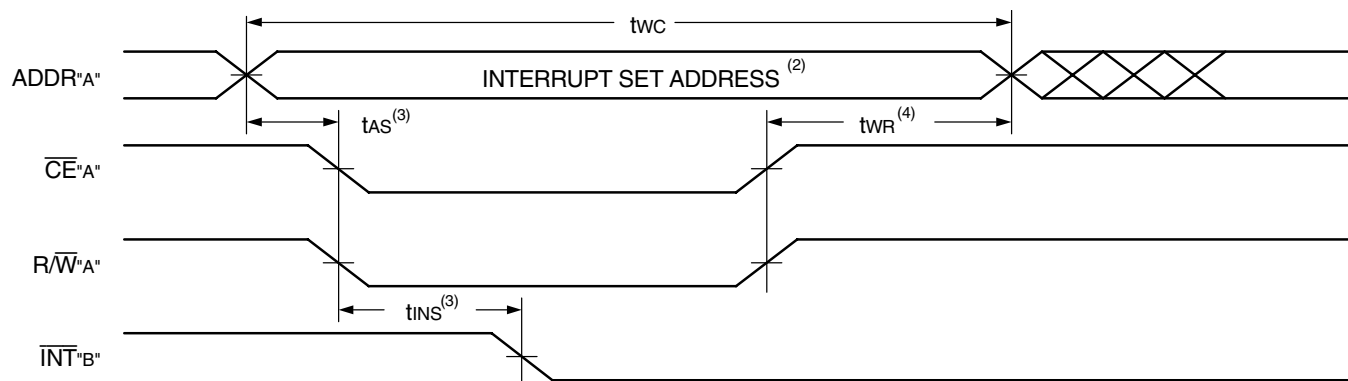 tWC
ADDR"A"
INTERRUPT SET ADDRESS (2)
tAS(3)
tWR(4)
CE"A"
R/W"A"
tINS(3)
INT"B"